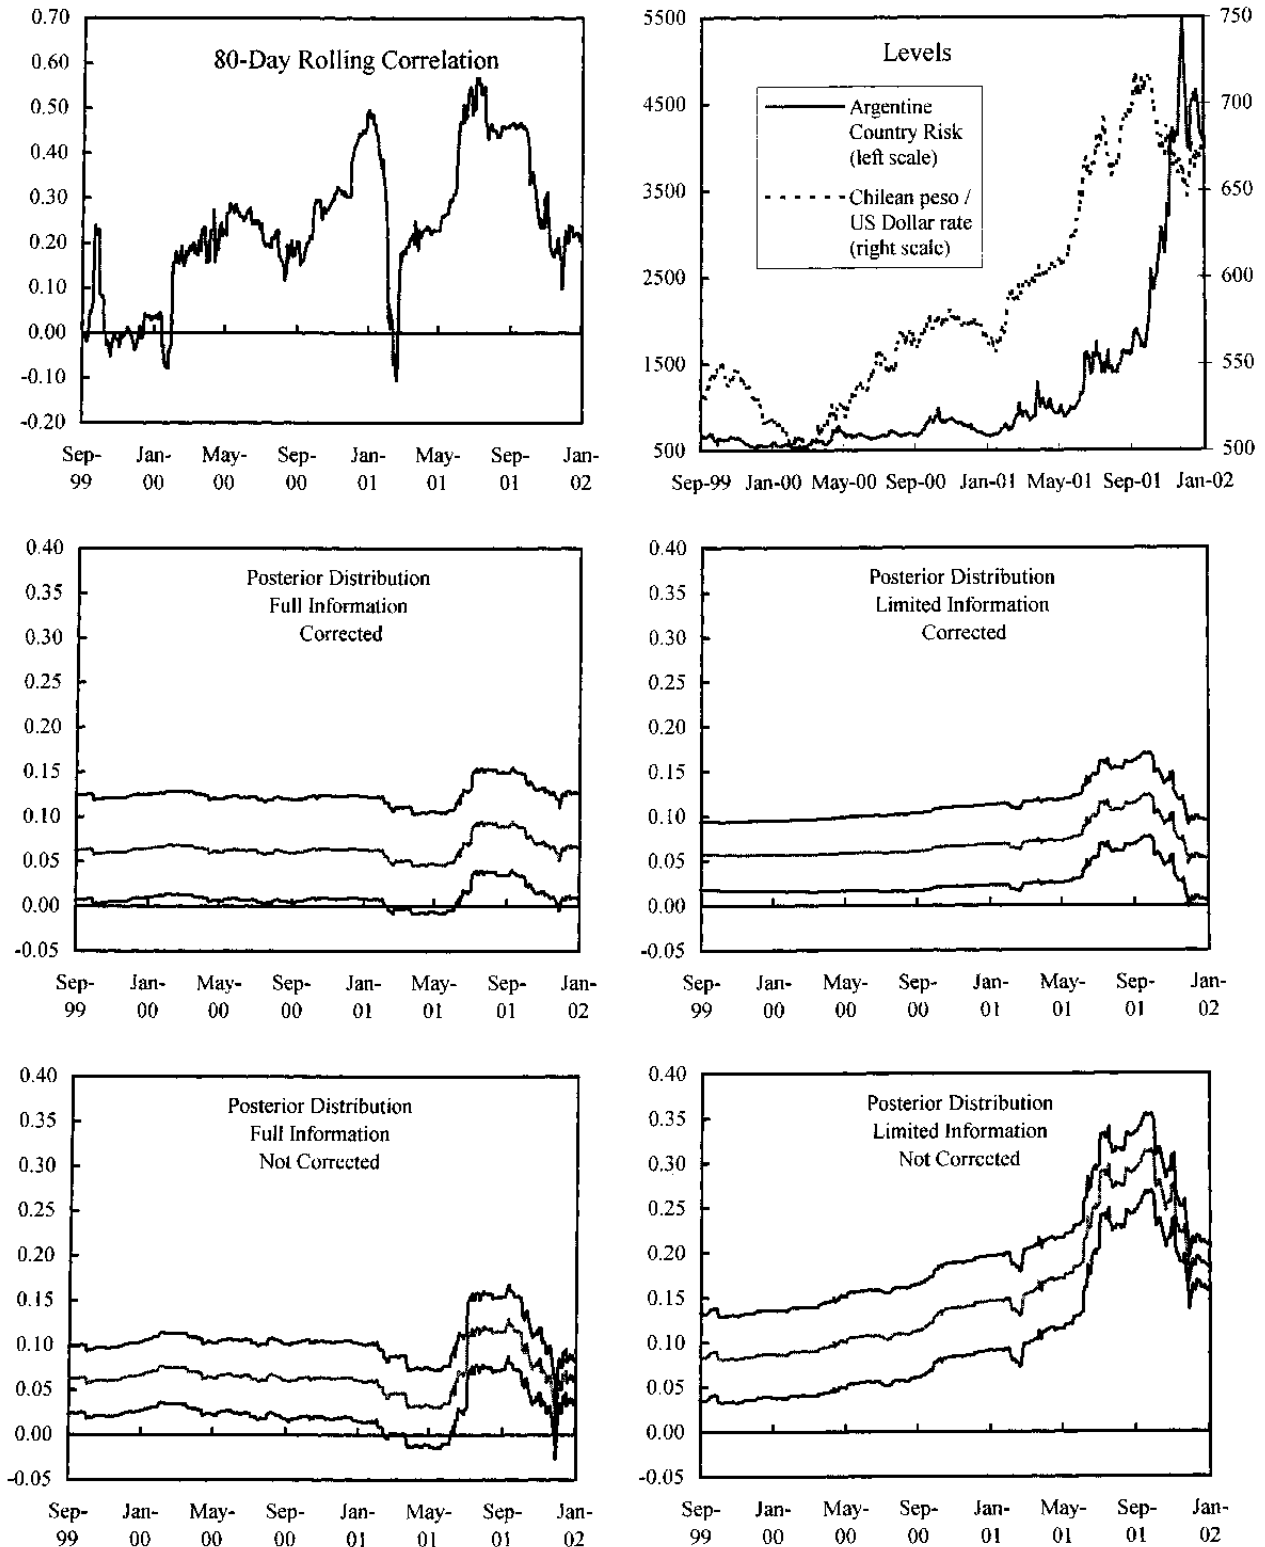 80-Day Rolling Correlation
0.70
0.60
0.50
0.40
0.30
0.20
0.10
0.00
-0.10
-0.20
Sep- Jan- May- Sep- Jan- May- Sep- Jan-
99 00 00 00 01 01 01 02
Levels
5500
4500
3500
2500
1500
500
750
700
650
600
550
500
Argentine
Country Risk
(left scale)
Chilean peso /
US Dollar rate
(right scale)
Sep-99 Jan-00 May-00 Sep-00 Jan-01 May-01 Sep-01 Jan-02
Posterior Distribution
Full Information
Corrected
0.40
0.35
0.30
0.25
0.20
0.15
0.10
0.05
0.00
-0.05
Sep- Jan- May- Sep- Jan- May- Sep- Jan-
99 00 00 00 01 01 01 02
Posterior Distribution
Limited Information
Corrected
0.40
0.35
0.30
0.25
0.20
0.15
0.10
0.05
0.00
-0.05
Sep- Jan- May- Sep- Jan- May- Sep- Jan-
99 00 00 00 01 01 01 02
Posterior Distribution
Full Information
Not Corrected
0.40
0.35
0.30
0.25
0.20
0.15
0.10
0.05
0.00
-0.05
Sep- Jan- May- Sep- Jan- May- Sep- Jan-
99 00 00 00 01 01 01 02
Posterior Distribution
Limited Information
Not Corrected
0.40
0.35
0.30
0.25
0.20
0.15
0.10
0.05
0.00
-0.05
Sep- Jan- May- Sep- Jan- May- Sep- Jan-
99 00 00 00 01 01 01 02